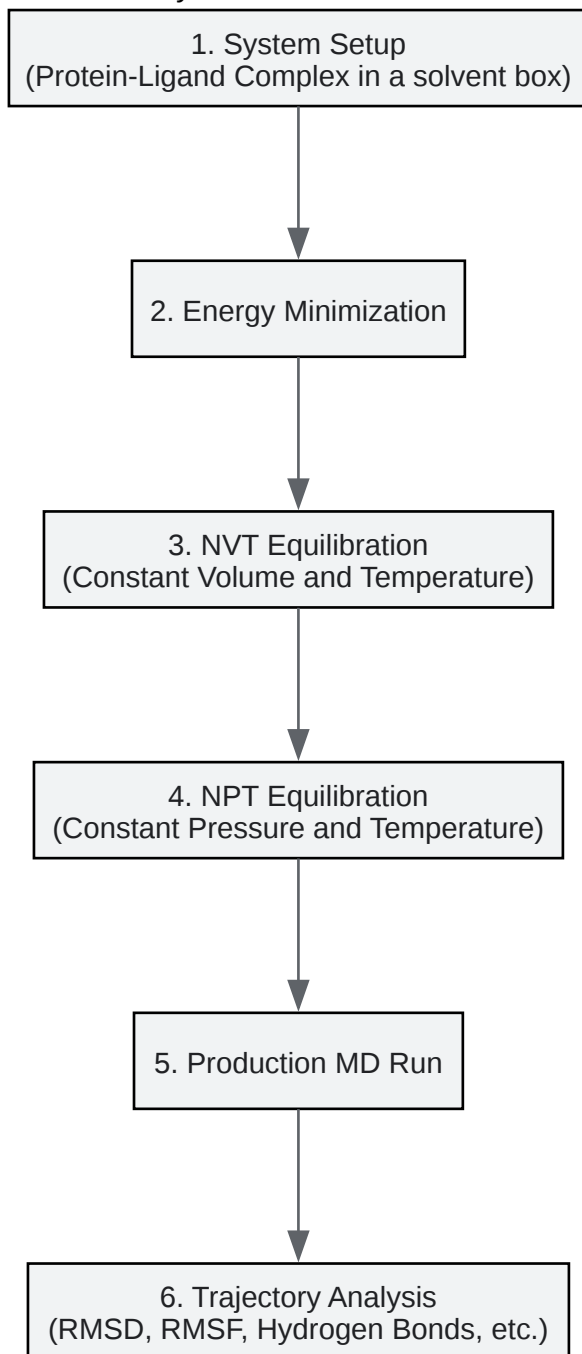 1. System Setup
(Protein-Ligand Complex in a solvent box)
2. Energy Minimization
3. NVT Equilibration
(Constant Volume and Temperature)
4. NPT Equilibration
(Constant Pressure and Temperature)
5. Production MD Run
6. Trajectory Analysis
(RMSD, RMSF, Hydrogen Bonds, etc.)